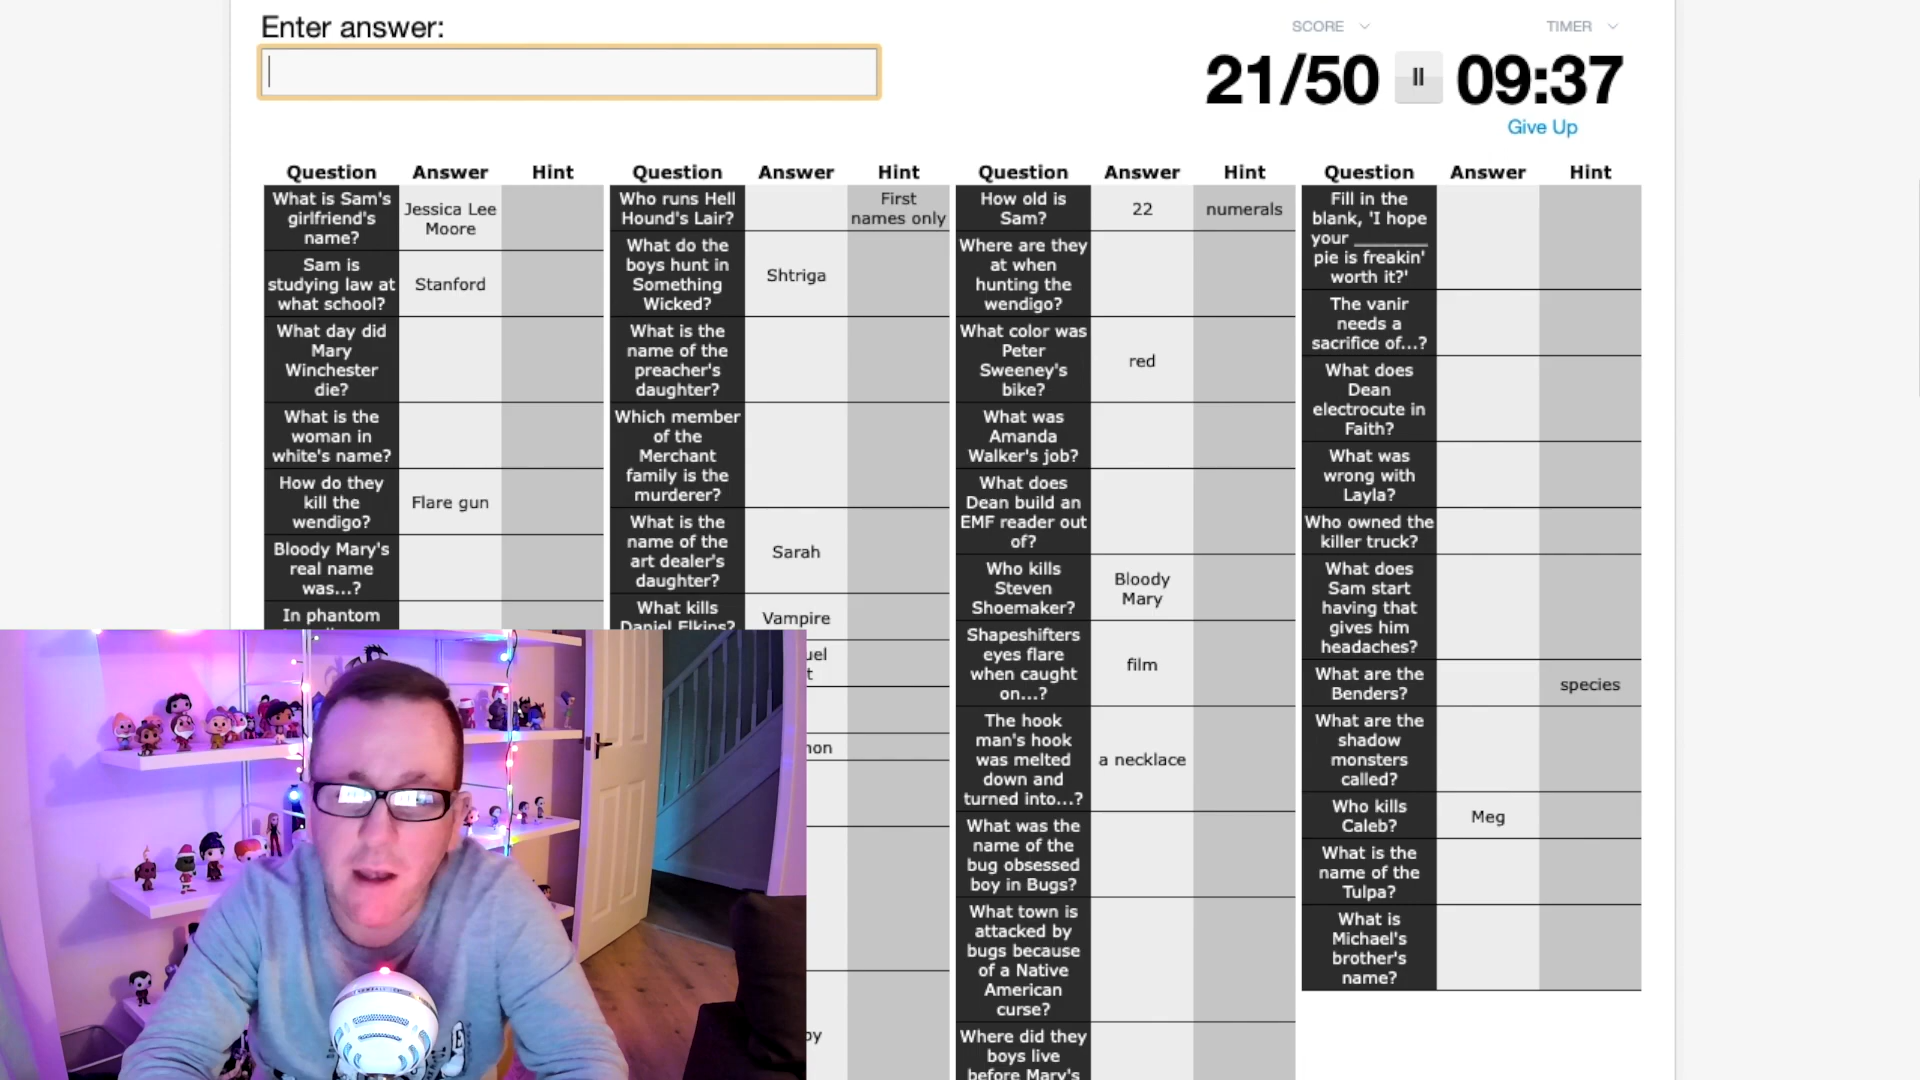 Enter answer:
SCORE
TIMER
21/50
09:37
Give Up
Question Answer Hint
What is Sam's
girlfriend's
name?
Jessica Lee
Moore
Sam is
studying law at
what school?
Stanford
What day did
Mary
Winchester
die?
What is the
woman in
white's name?
How do they
kill the
wendigo?
Flare gun
Bloody Mary's
real name
was...?
In phantom
Question Answer Hint
Who runs Hell
Hound's Lair?
First
names only
What do the
boys hunt in
Something
Wicked?
Shtriga
What is the
name of the
preacher's
daughter?
Which member
of the
Merchant
family is the
murderer?
What is the
name of the
art dealer's
daughter?
Sarah
What kills
Daniel Elkins?
Vampire
uel
t
non
by
Question Answer Hint
How old is
Sam?
22
numerals
Where are they
at when
hunting the
wendigo?
What color was
Peter
Sweeney's
bike?
red
What was
Amanda
Walker's job?
What does
Dean build an
EMF reader out
of?
Who kills
Steven
Shoemaker?
Bloody
Mary
Shapeshifters
eyes flare
when caught
on...?
film
The hook
man's hook
was melted
down and
turned into...?
a necklace
What was the
name of the
bug obsessed
boy in Bugs?
What town is
attacked by
bugs because
of a Native
American
curse?
Where did they
boys live
before Mary's
Question Answer Hint
Fill in the
blank, 'I hope
your ________
pie is freakin'
worth it?'
The vanir
needs a
sacrifice of...?
What does
Dean
electrocute in
Faith?
What was
wrong with
Layla?
Who owned the
killer truck?
What does
Sam start
having that
gives him
headaches?
What are the
Benders?
species
What are the
shadow
monsters
called?
Who kills
Caleb?
Meg
What is the
name of the
Tulpa?
What is
Michael's
brother's
name?